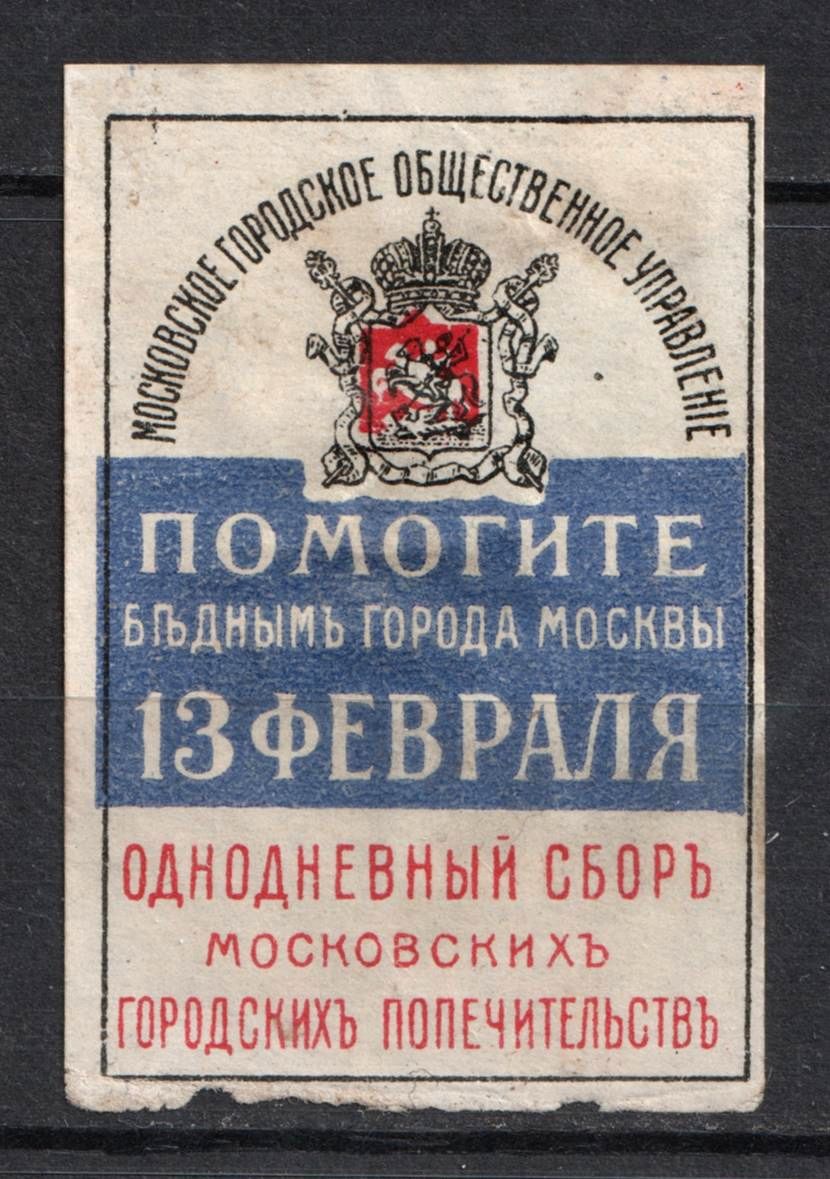 МОСКОВСКОЕ ГОРОДСКОЕ ОБЩЕСТВЕННОЕ УПРАВЛЕНІЕ
ПОМОГИТЕ
БѢДНЫМЪ ГОРОДА МОСКВЫ
13 ФЕВРАЛЯ
ОДНОДНЕВНЫЙ СБОРЪ
МОСКОВСКИХЪ
ГОРОДСКИХЪ ПОПЕЧИТЕЛЬСТВЪ